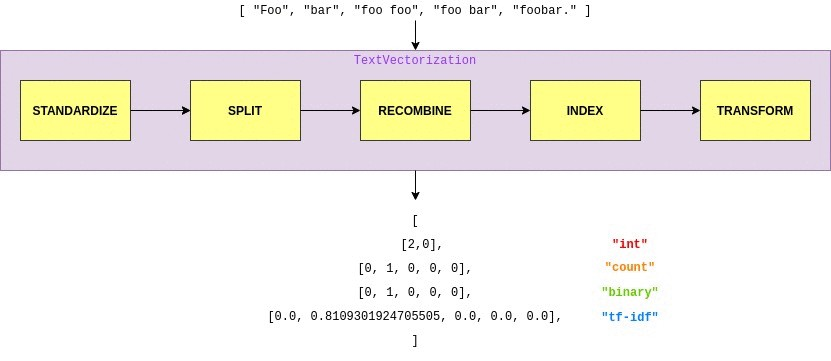 [ "Foo", "bar", "foo foo", "foo bar", "foobar." ]
TextVectorization
STANDARDIZE
SPLIT
RECOMBINE
INDEX
TRANSFORM
[
[2,0], "int"
[0, 1, 0, 0, 0], "count"
[0, 1, 0, 0, 0], "binary"
[0.0, 0.8109301924705505, 0.0, 0.0, 0.0], "tf-idf"
]